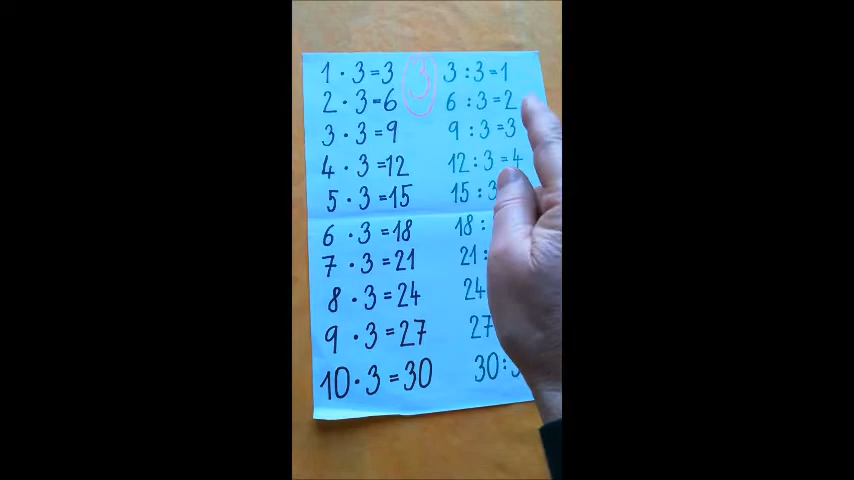 1 · 3 = 3
2 · 3 = 6
3 · 3 = 9
4 · 3 = 12
5 · 3 = 15
6 · 3 = 18
7 · 3 = 21
8 · 3 = 24
9 · 3 = 27
10 · 3 = 30
3
3 : 3 = 1
6 : 3 = 2
9 : 3 = 3
12 : 3 = 4
15 : 3
18 :
21 :
24
27
30 :